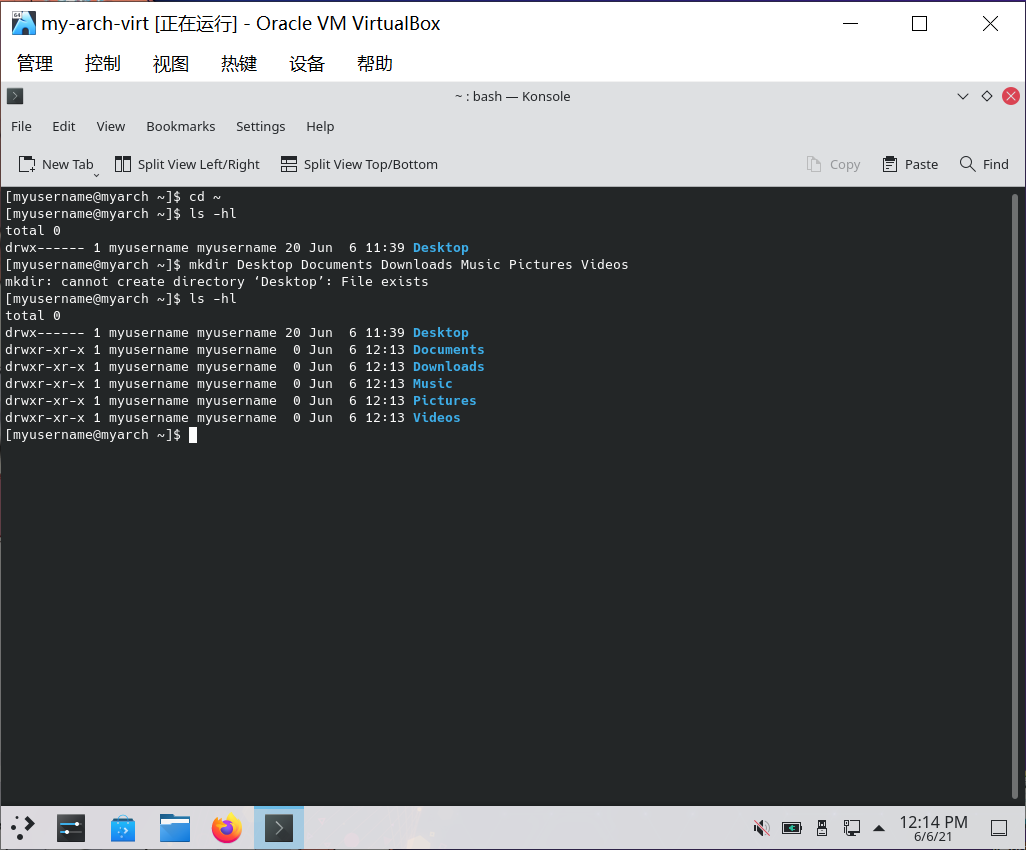 my-arch-virt [正在运行] - Oracle VM VirtualBox
管理 控制 视图 热键 设备 帮助
~ : bash — Konsole
File Edit View Bookmarks Settings Help
New Tab Split View Left/Right Split View Top/Bottom Copy Paste Find
[myusername@myarch ~]$ cd ~
[myusername@myarch ~]$ ls -hl
total 0
drwx------ 1 myusername myusername 20 Jun  6 11:39 Desktop
[myusername@myarch ~]$ mkdir Desktop Documents Downloads Music Pictures Videos
mkdir: cannot create directory ‘Desktop’: File exists
[myusername@myarch ~]$ ls -hl
total 0
drwx------ 1 myusername myusername 20 Jun  6 11:39 Desktop
drwxr-xr-x 1 myusername myusername  0 Jun  6 12:13 Documents
drwxr-xr-x 1 myusername myusername  0 Jun  6 12:13 Downloads
drwxr-xr-x 1 myusername myusername  0 Jun  6 12:13 Music
drwxr-xr-x 1 myusername myusername  0 Jun  6 12:13 Pictures
drwxr-xr-x 1 myusername myusername  0 Jun  6 12:13 Videos
[myusername@myarch ~]$
12:14 PM
6/6/21